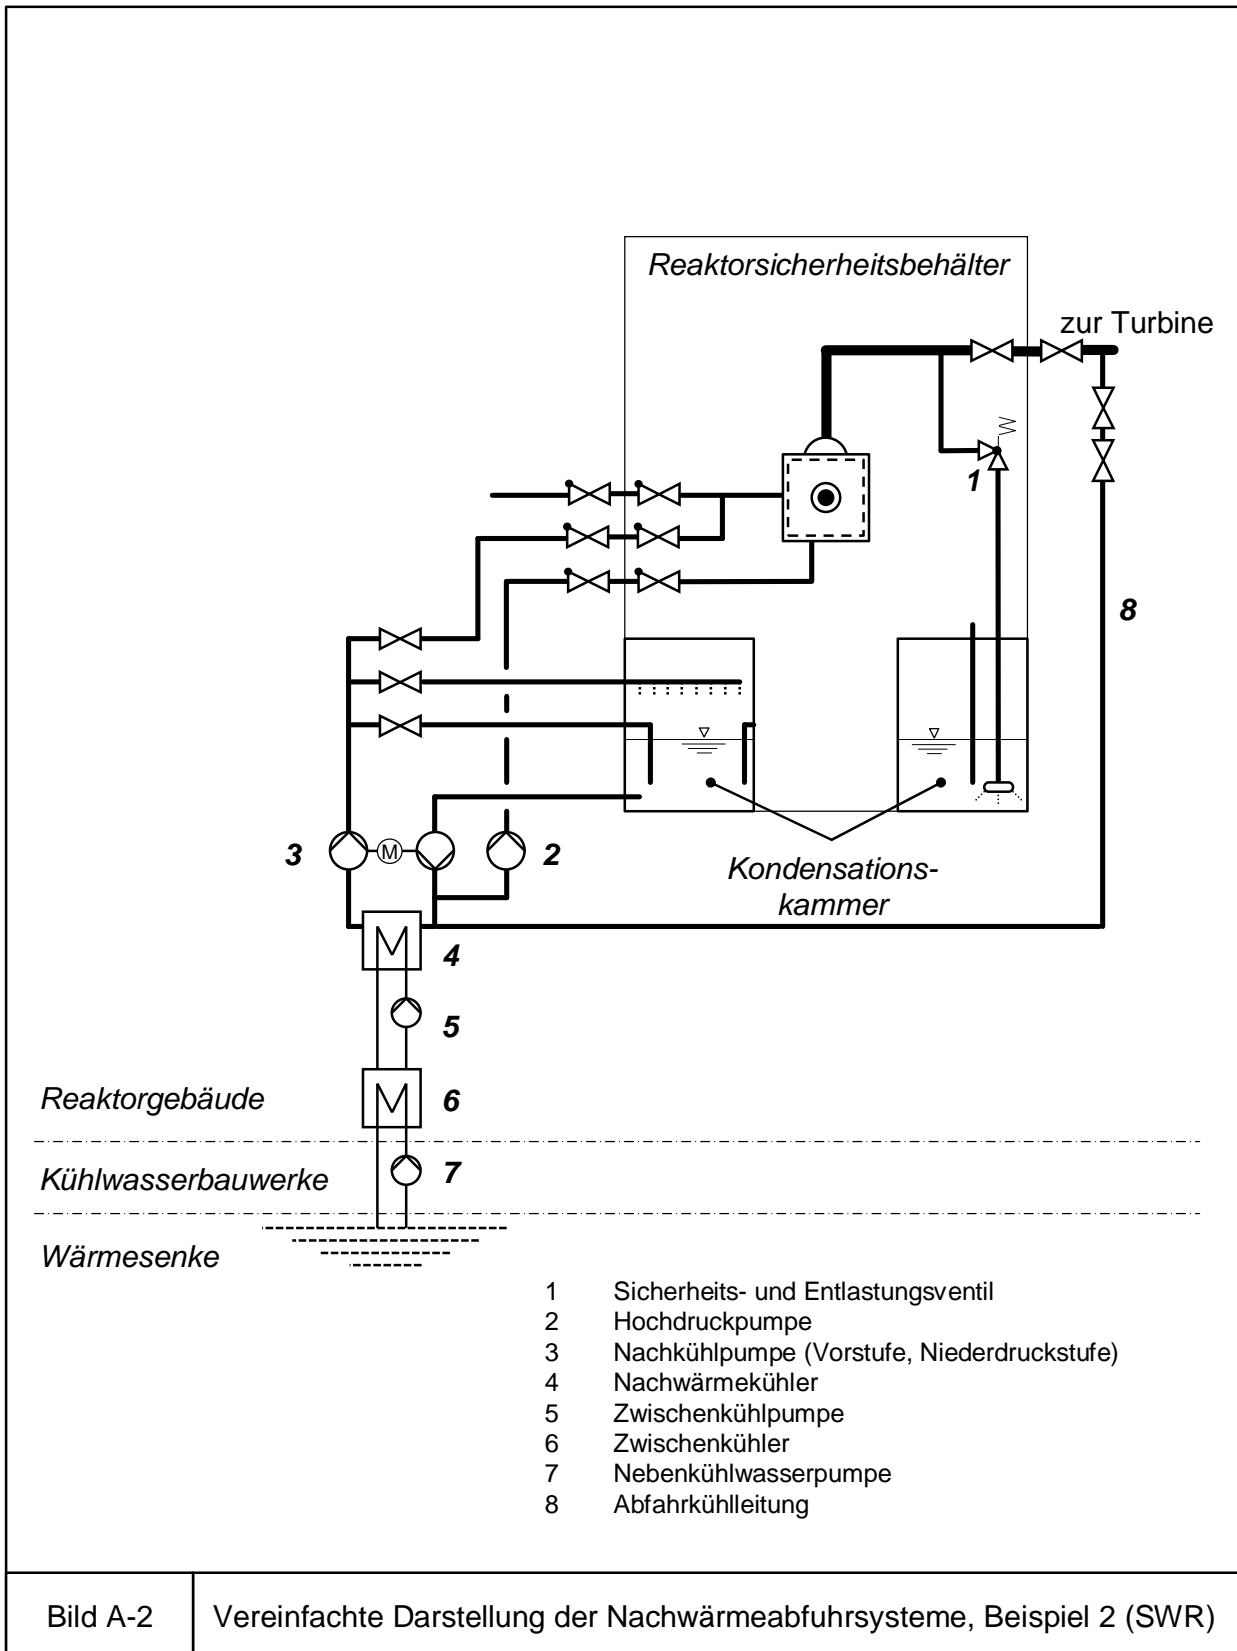 Reaktorsicherheitsbehälter
zur Turbine
1
8
3
M
2
Kondensations-
kammer
4
5
Reaktorgebäude
6
Kühlwasserbauwerke
7
Wärmesenke
1 Sicherheits- und Entlastungsventil
2 Hochdruckpumpe
3 Nachkühlpumpe (Vorstufe, Niederdruckstufe)
4 Nachwärmekühler
5 Zwischenkühlpumpe
6 Zwischenkühler
7 Nebenkühlwasserpumpe
8 Abfahrkühlleitung
Bild A-2 Vereinfachte Darstellung der Nachwärmeabfuhrsysteme, Beispiel 2 (SWR)